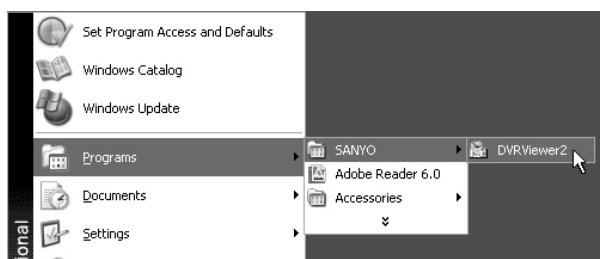 Set Program Access and Defaults
Windows Catalog
Windows Update
Programs
SANYO
DVRViewer2
Adobe Reader 6.0
Documents
Accessories
Settings
ional